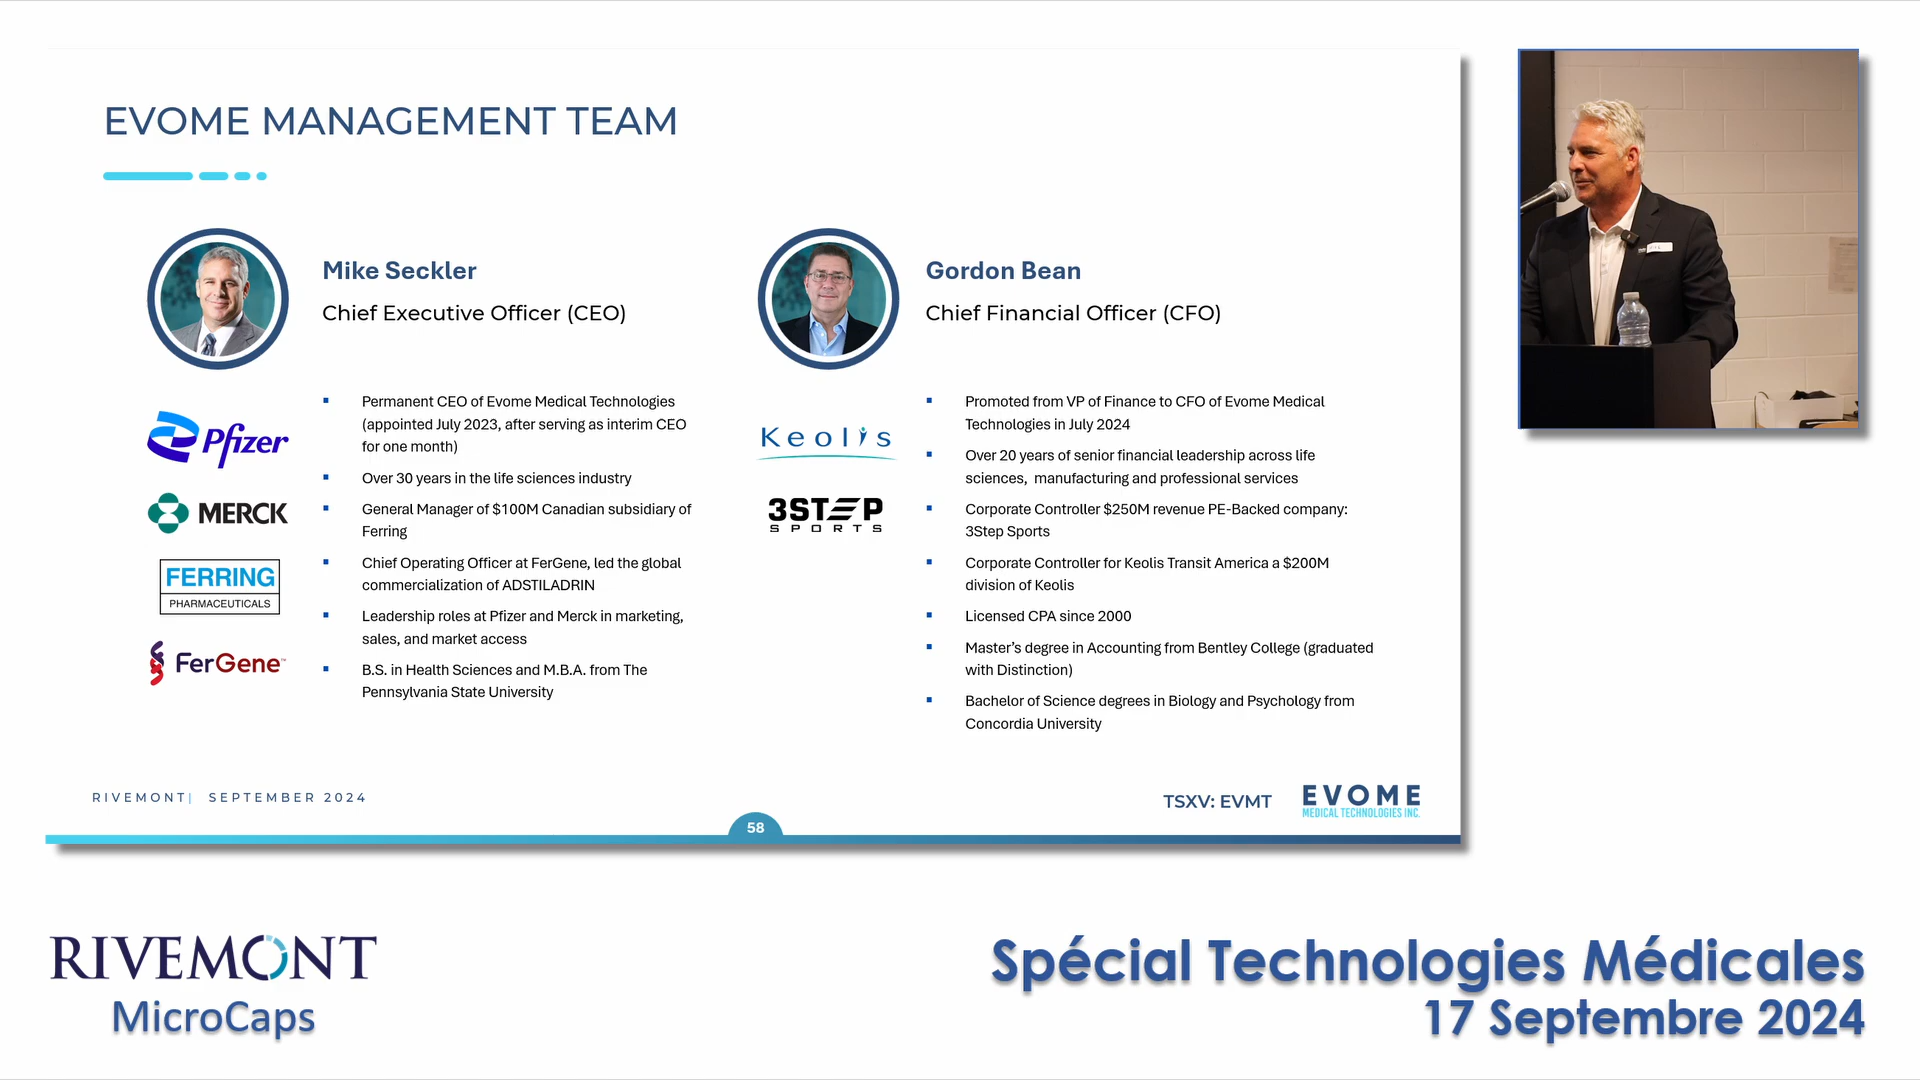 EVOME MANAGEMENT TEAM
Mike Seckler
Chief Executive Officer (CEO)
Pfizer
MERCK
FERRING
PHARMACEUTICALS
FerGene™
▪ Permanent CEO of Evome Medical Technologies
(appointed July 2023, after serving as interim CEO
for one month)
▪ Over 30 years in the life sciences industry
▪ General Manager of $100M Canadian subsidiary of
Ferring
▪ Chief Operating Officer at FerGene, led the global
commercialization of ADSTILADRIN
▪ Leadership roles at Pfizer and Merck in marketing,
sales, and market access
▪ B.S. in Health Sciences and M.B.A. from The
Pennsylvania State University
Gordon Bean
Chief Financial Officer (CFO)
Keolis
3STEP
SPORTS
▪ Promoted from VP of Finance to CFO of Evome Medical
Technologies in July 2024
▪ Over 20 years of senior financial leadership across life
sciences, manufacturing and professional services
▪ Corporate Controller $250M revenue PE-Backed company:
3Step Sports
▪ Corporate Controller for Keolis Transit America a $200M
division of Keolis
▪ Licensed CPA since 2000
▪ Master’s degree in Accounting from Bentley College (graduated
with Distinction)
▪ Bachelor of Science degrees in Biology and Psychology from
Concordia University
RIVEMONT| SEPTEMBER 2024
58
TSXV: EVMT
EVOME
MEDICAL TECHNOLOGIES INC.
RIVEMONT
MicroCaps
Spécial Technologies Médicales
17 Septembre 2024